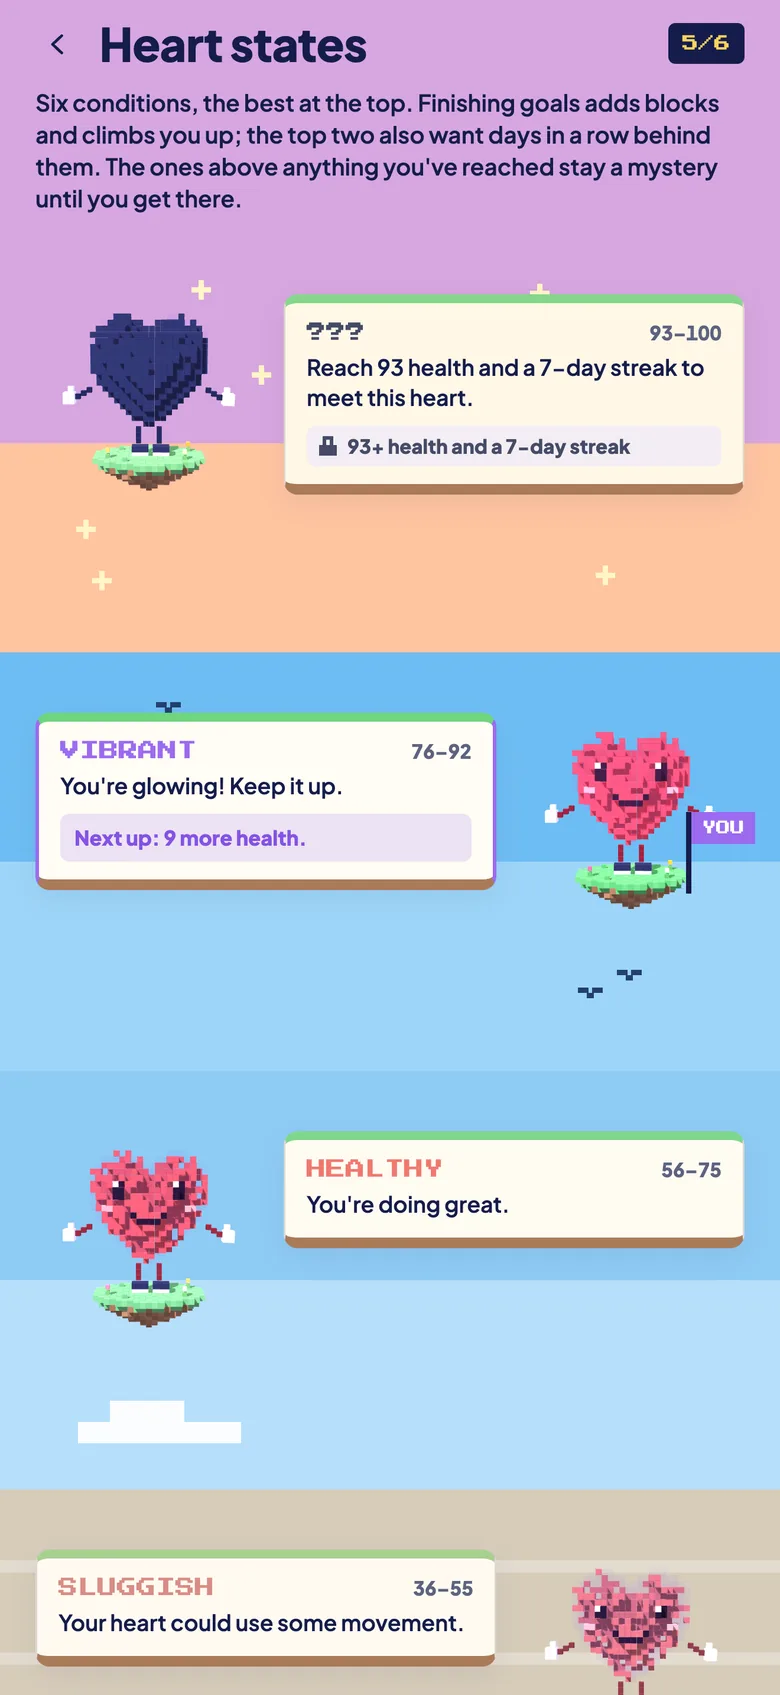 Heart states
5/6
Six conditions, the best at the top. Finishing goals adds blocks
and climbs you up; the top two also want days in a row behind
them. The ones above anything you've reached stay a mystery
until you get there.
???
93–100
Reach 93 health and a 7-day streak to
meet this heart.
93+ health and a 7-day streak
VIBRANT
76–92
You're glowing! Keep it up.
Next up: 9 more health.
YOU
HEALTHY
56–75
You're doing great.
SLUGGISH
36–55
Your heart could use some movement.